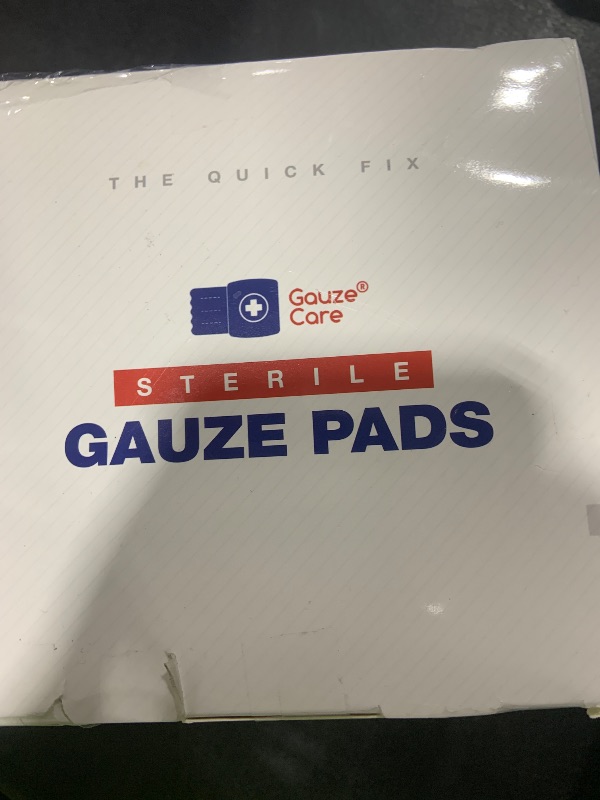 THE QUICK FIX
Gauze®
Care
STERILE
GAUZE PADS